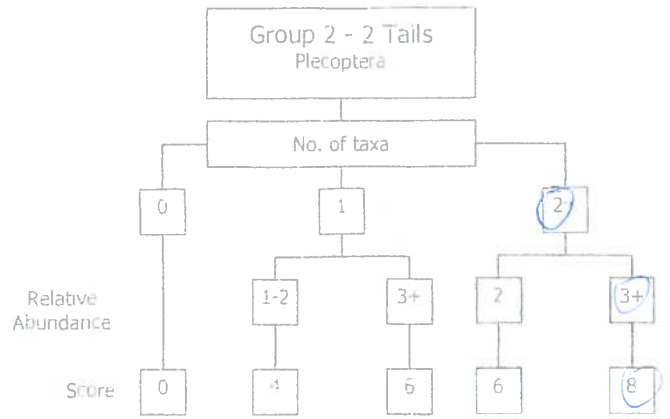 Group 2 - 2 Tails
Plecoptera
No. of taxa
0 1 2+
Relative Abundance
1-2 3+ 2 3+
Score
0 4 6 6 8